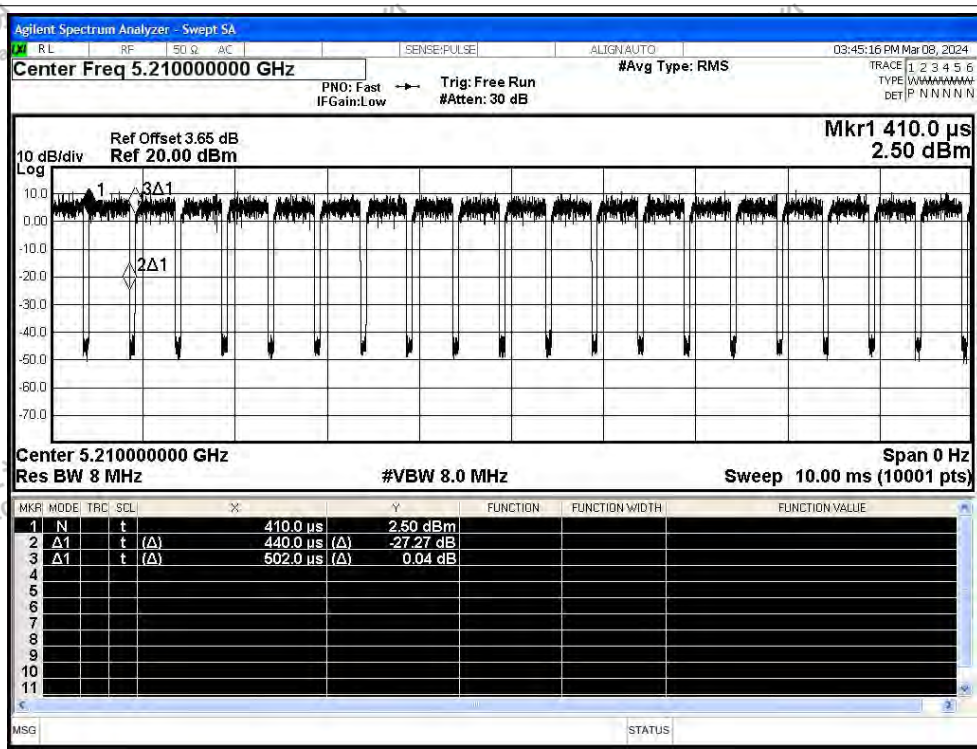 Agilent Spectrum Analyzer - Swept SA
RL RF 50 Ω AC SENSE:PULSE ALIGN AUTO 03:45:16 PM Mar 08, 2024
Center Freq 5.210000000 GHz #Avg Type: RMS TRACE 1 2 3 4 5 6
PNO: Fast Trig: Free Run TYPE WWWWWW
IFGain:Low #Atten: 30 dB DET P N N N N N
Mkr1 410.0 µs
Ref Offset 3.65 dB
10 dB/div Ref 20.00 dBm 2.50 dBm
Log
10.0
0.00
-10.0
-20.0
-30.0
-40.0
-50.0
-60.0
-70.0
1 3Δ1
2Δ1
Center 5.210000000 GHz Span 0 Hz
Res BW 8 MHz #VBW 8.0 MHz Sweep 10.00 ms (10001 pts)
MKR MODE TRC SCL X Y FUNCTION FUNCTION WIDTH FUNCTION VALUE
1 N t 410.0 µs 2.50 dBm
2 Δ1 t (Δ) 440.0 µs (Δ) -27.27 dB
3 Δ1 t (Δ) 502.0 µs (Δ) 0.04 dB
4
5
6
7
8
9
10
11
MSG STATUS